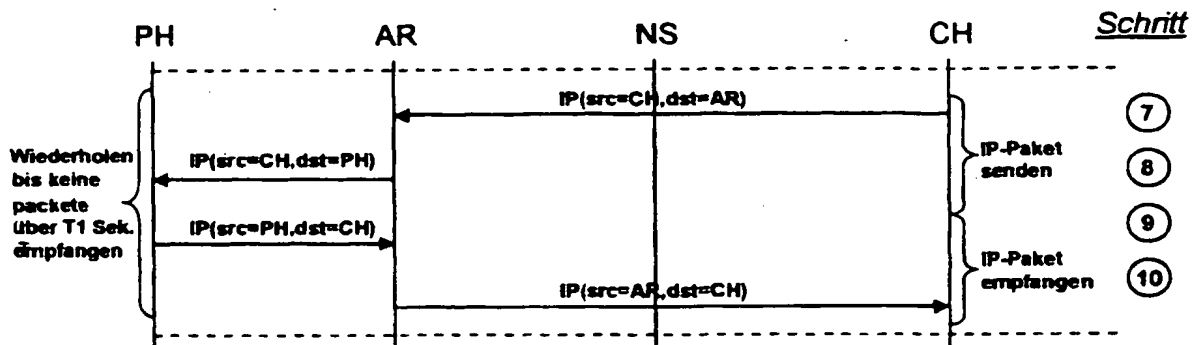 PH AR NS CH Schritt
IP(src=CH,dst=AR)
7
IP(src=CH,dst=PH)
8
Wiederholen
bis keine
packete
über T1 Sek.
empfangen
IP-Paket
senden
IP(src=PH,dst=CH)
9
IP(src=AR,dst=CH)
10
IP-Paket
empfangen